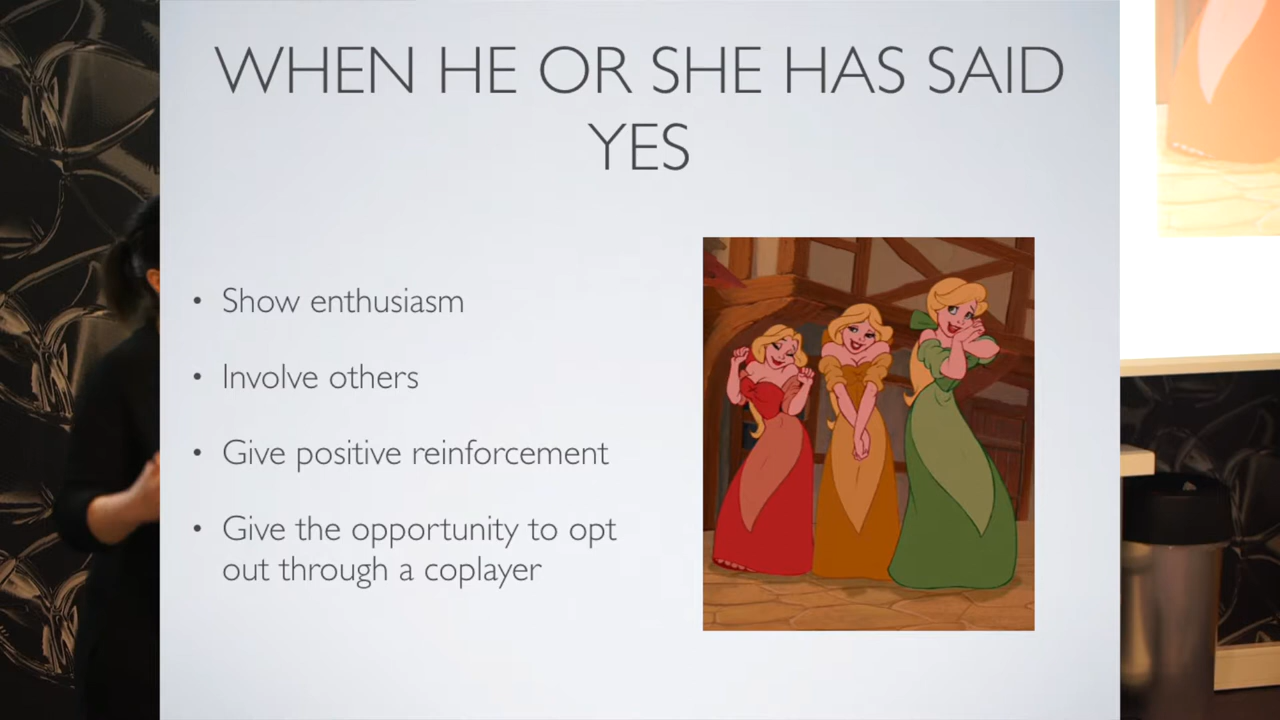 WHEN HE OR SHE HAS SAID
YES
• Show enthusiasm
• Involve others
• Give positive reinforcement
• Give the opportunity to opt
out through a coplayer